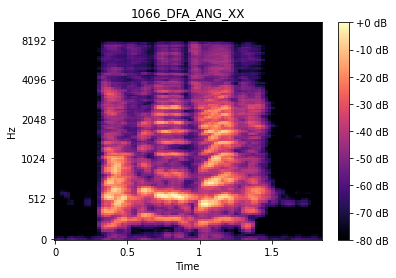 1066_DFA_ANG_XX
+0 dB
8192
-10 dB
4096
-20 dB
-30 dB
2048
Hz
-40 dB
1024
-50 dB
512
-60 dB
-70 dB
0
-80 dB
0
0.5
1
1.5
Time